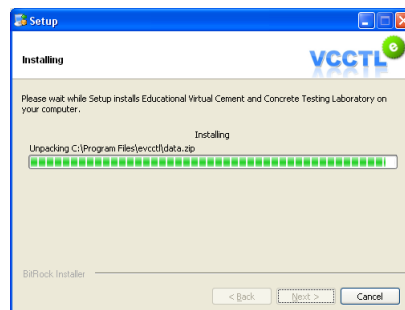 Setup
Installing
VCCTL e
Please wait while Setup installs Educational Virtual Cement and Concrete Testing Laboratory on
your computer.
Installing
Unpacking C:\Program Files\evcctl\data.zip
BitRock Installer
< Back Next > Cancel